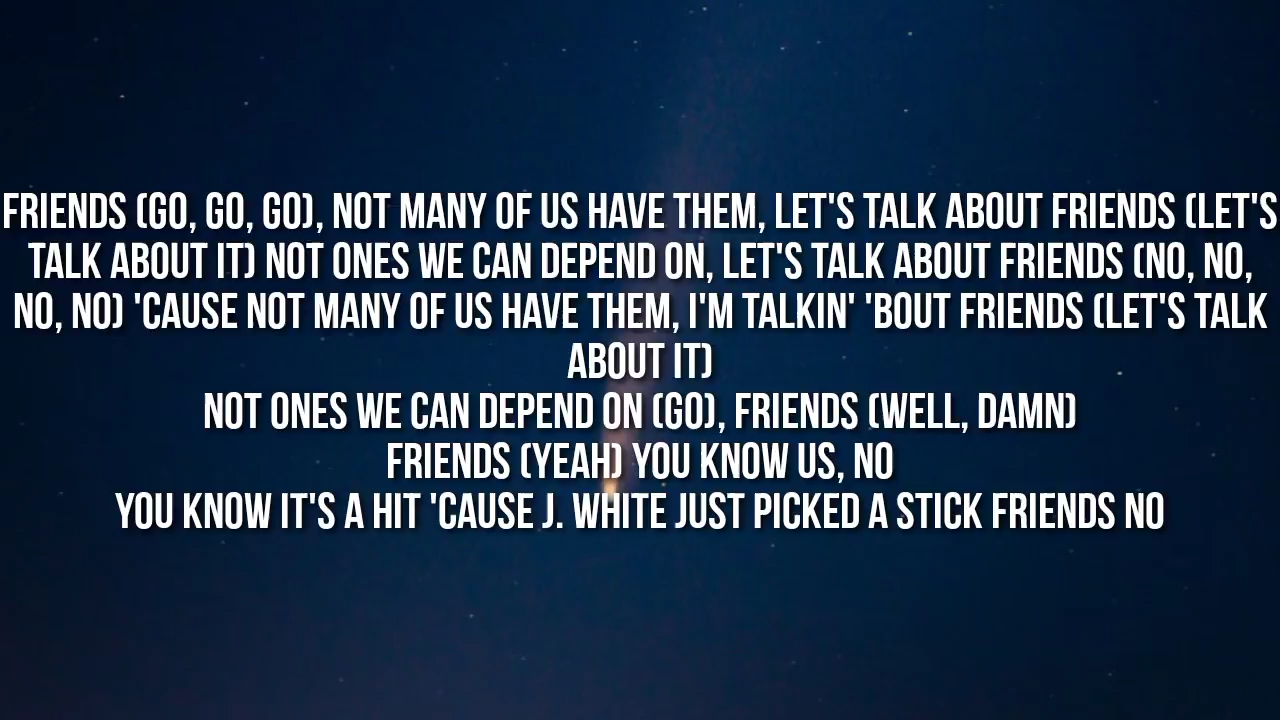 FRIENDS (GO, GO, GO), NOT MANY OF US HAVE THEM, LET'S TALK ABOUT FRIENDS (LET'S
TALK ABOUT IT) NOT ONES WE CAN DEPEND ON, LET'S TALK ABOUT FRIENDS (NO, NO,
NO, NO) 'CAUSE NOT MANY OF US HAVE THEM, I'M TALKIN' 'BOUT FRIENDS (LET'S TALK
ABOUT IT)
NOT ONES WE CAN DEPEND ON (GO), FRIENDS (WELL, DAMN)
FRIENDS (YEAH) YOU KNOW US, NO
YOU KNOW IT'S A HIT 'CAUSE J. WHITE JUST PICKED A STICK FRIENDS NO